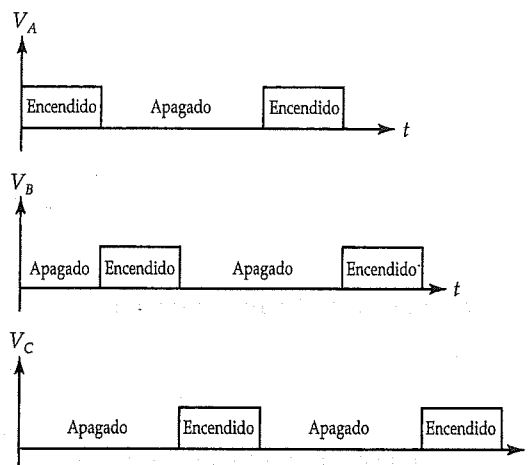 V_A
Encendido Apagado Encendido
t
V_B
Apagado Encendido Apagado Encendido
t
V_C
Apagado Encendido Apagado Encendido